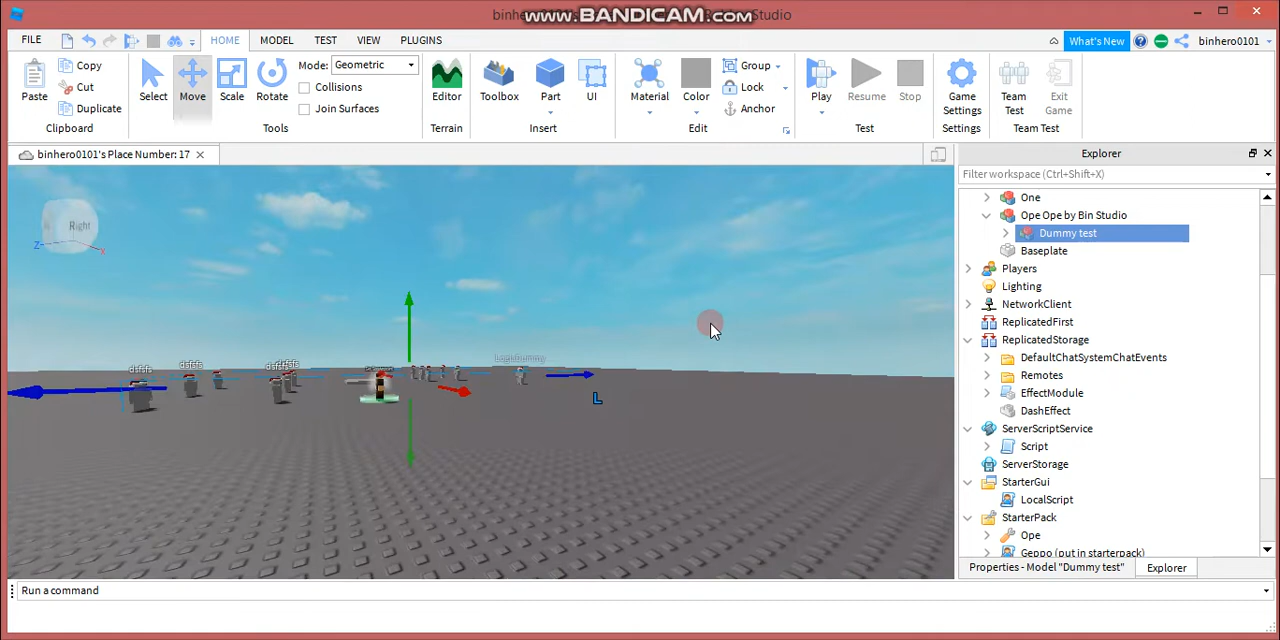 www.BANDICAM.com
binhero01
Studio
FILE
HOME
MODEL
TEST
VIEW
PLUGINS
What's New
binhero0101
Paste
Copy
Cut
Duplicate
Clipboard
Select
Move
Scale
Rotate
Mode: Geometric
Collisions
Join Surfaces
Tools
Editor
Terrain
Toolbox
Part
UI
Insert
Material
Color
Group
Lock
Anchor
Edit
Play
Resume
Stop
Test
Game Settings
Settings
Team Test
Exit Game
Team Test
binhero0101's Place Number: 17
Right
Z
X
dsfsfs
dsfsfs
L
Explorer
Filter workspace (Ctrl+Shift+X)
One
Ope Ope by Bin Studio
Dummy test
Baseplate
Players
Lighting
NetworkClient
ReplicatedFirst
ReplicatedStorage
DefaultChatSystemChatEvents
Remotes
EffectModule
DashEffect
ServerScriptService
Script
ServerStorage
StarterGui
LocalScript
StarterPack
Ope
Geppo (put in starterpack)
Properties - Model "Dummy test"
Explorer
Run a command